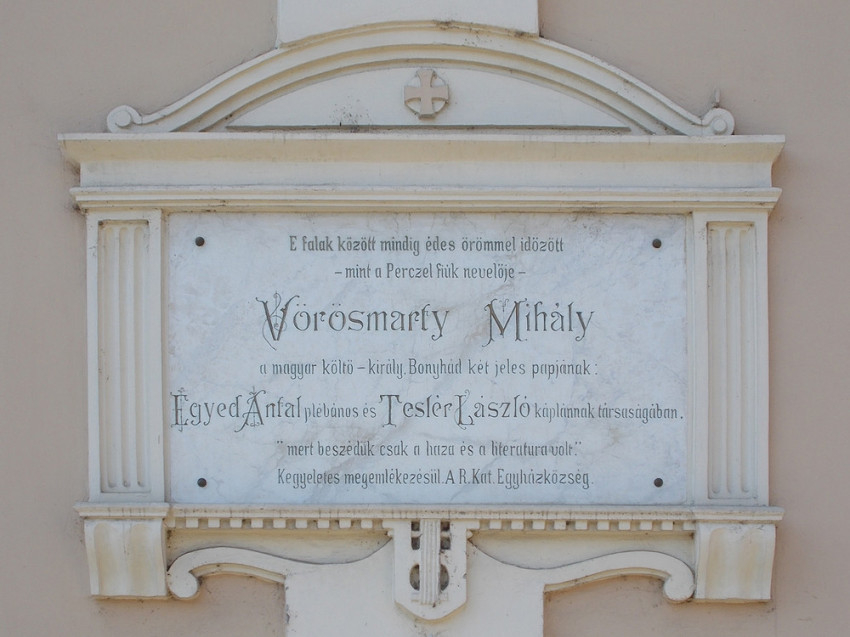 E falak között mindig édes örömmel időzött
– mint a Perczel fiúk nevelője –
Vörösmarty Mihály
a magyar költő – király, Bonyhád két jeles papjának:
Egyed Antal plébános és Teslér László káplánnak társaságában.
"mert beszédük csak a haza és a literatura volt."
Kegyeletes megemlékezésül. A R. Kat. Egyházközség.